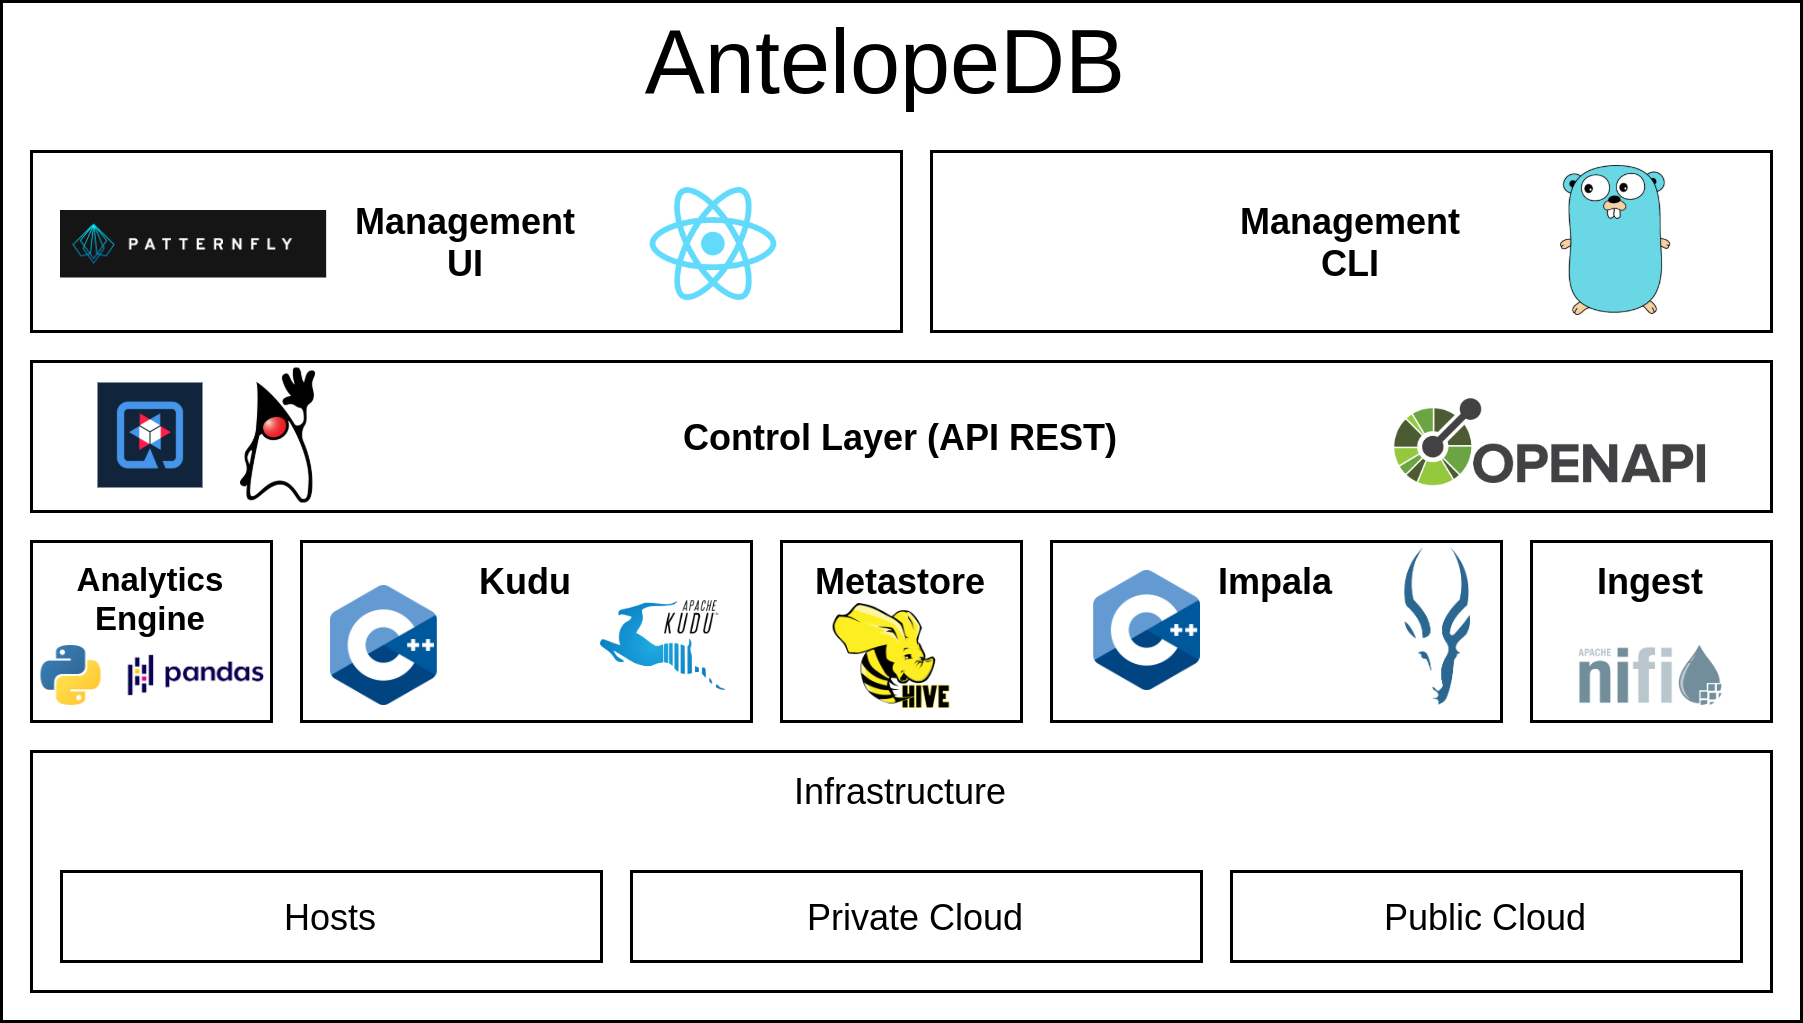 AntelopeDB
PATTERNFLY
Management
UI
Management
CLI
Control Layer (API REST)
OPENAPI
Analytics
Engine
pandas
Kudu
C++
APACHE
KUDU™
Metastore
HIVE
Impala
C++
Ingest
APACHE
nifi
Infrastructure
Hosts
Private Cloud
Public Cloud